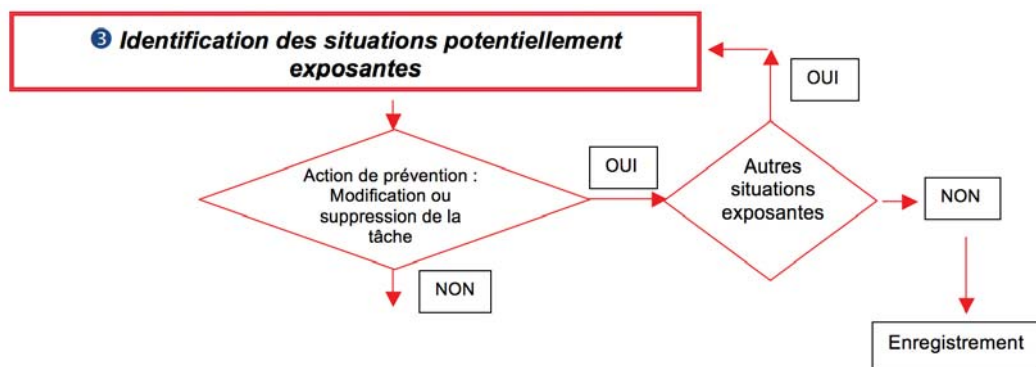 ❸ Identification des situations potentiellement
exposantes
OUI
Action de prévention :
Modification ou
suppression de la
tâche
OUI
Autres
situations
exposantes
NON
NON
Enregistrement